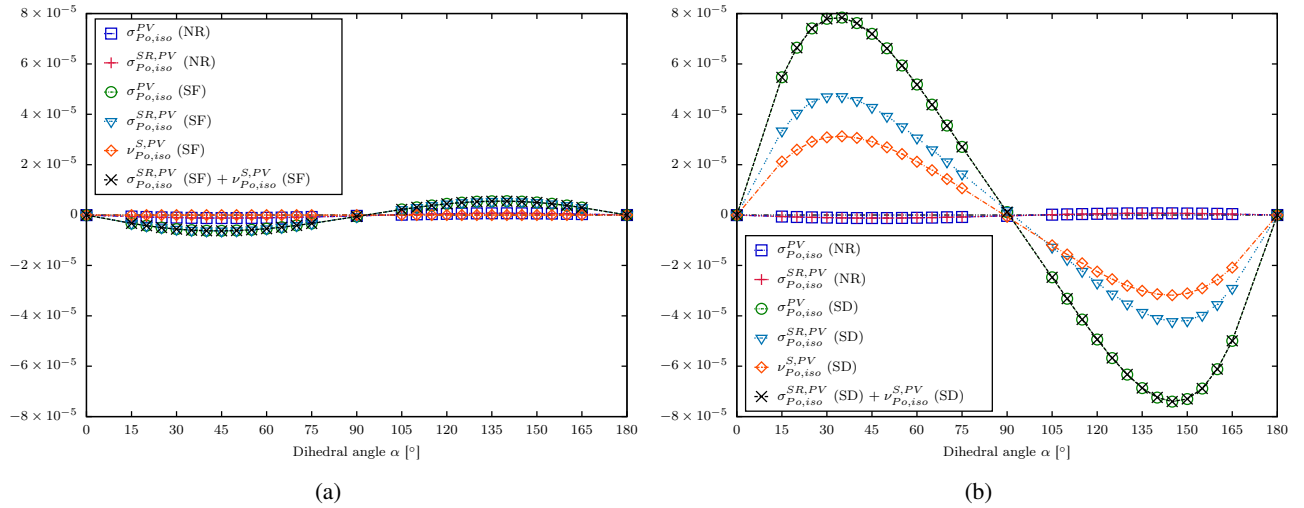 8 × 10⁻⁵
6 × 10⁻⁵
4 × 10⁻⁵
2 × 10⁻⁵
0
−2 × 10⁻⁵
−4 × 10⁻⁵
−6 × 10⁻⁵
−8 × 10⁻⁵
σ^{PV}_{Po,iso} (NR)
σ^{SR,PV}_{Po,iso} (NR)
σ^{PV}_{Po,iso} (SF)
σ^{SR,PV}_{Po,iso} (SF)
ν^{S,PV}_{Po,iso} (SF)
σ^{SR,PV}_{Po,iso} (SF) + ν^{S,PV}_{Po,iso} (SF)
0 15 30 45 60 75 90 105 120 135 150 165 180
Dihedral angle α [°]
(a)
8 × 10⁻⁵
6 × 10⁻⁵
4 × 10⁻⁵
2 × 10⁻⁵
0
−2 × 10⁻⁵
−4 × 10⁻⁵
−6 × 10⁻⁵
−8 × 10⁻⁵
σ^{PV}_{Po,iso} (NR)
σ^{SR,PV}_{Po,iso} (NR)
σ^{PV}_{Po,iso} (SD)
σ^{SR,PV}_{Po,iso} (SD)
ν^{S,PV}_{Po,iso} (SD)
σ^{SR,PV}_{Po,iso} (SD) + ν^{S,PV}_{Po,iso} (SD)
0 15 30 45 60 75 90 105 120 135 150 165 180
Dihedral angle α [°]
(b)